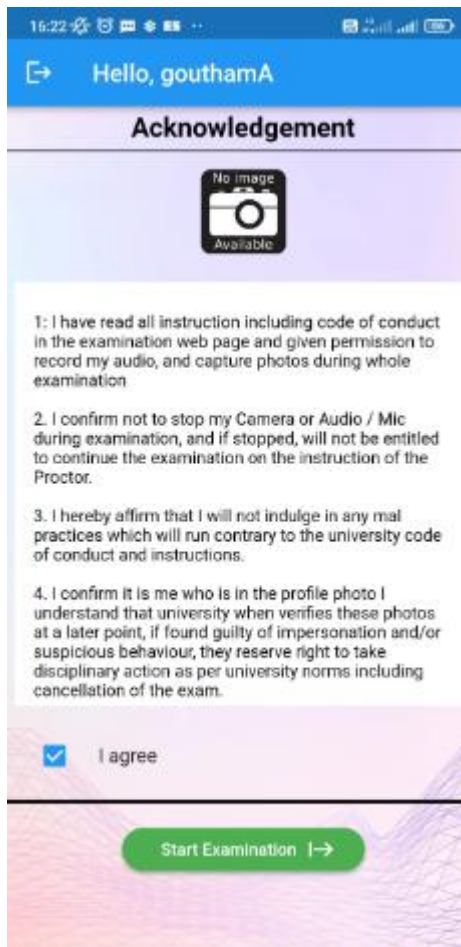 16:22
Hello, gouthamA
Acknowledgement
No image
Available
1: I have read all instruction including code of conduct
in the examination web page and given permission to
record my audio, and capture photos during whole
examination
2. I confirm not to stop my Camera or Audio / Mic
during examination, and if stopped, will not be entitled
to continue the examination on the instruction of the
Proctor.
3. I hereby affirm that I will not indulge in any mal
practices which will run contrary to the university code
of conduct and instructions.
4. I confirm it is me who is in the profile photo I
understand that university when verifies these photos
at a later point, if found guilty of impersonation and/or
suspicious behaviour, they reserve right to take
disciplinary action as per university norms including
cancellation of the exam.
I agree
Start Examination